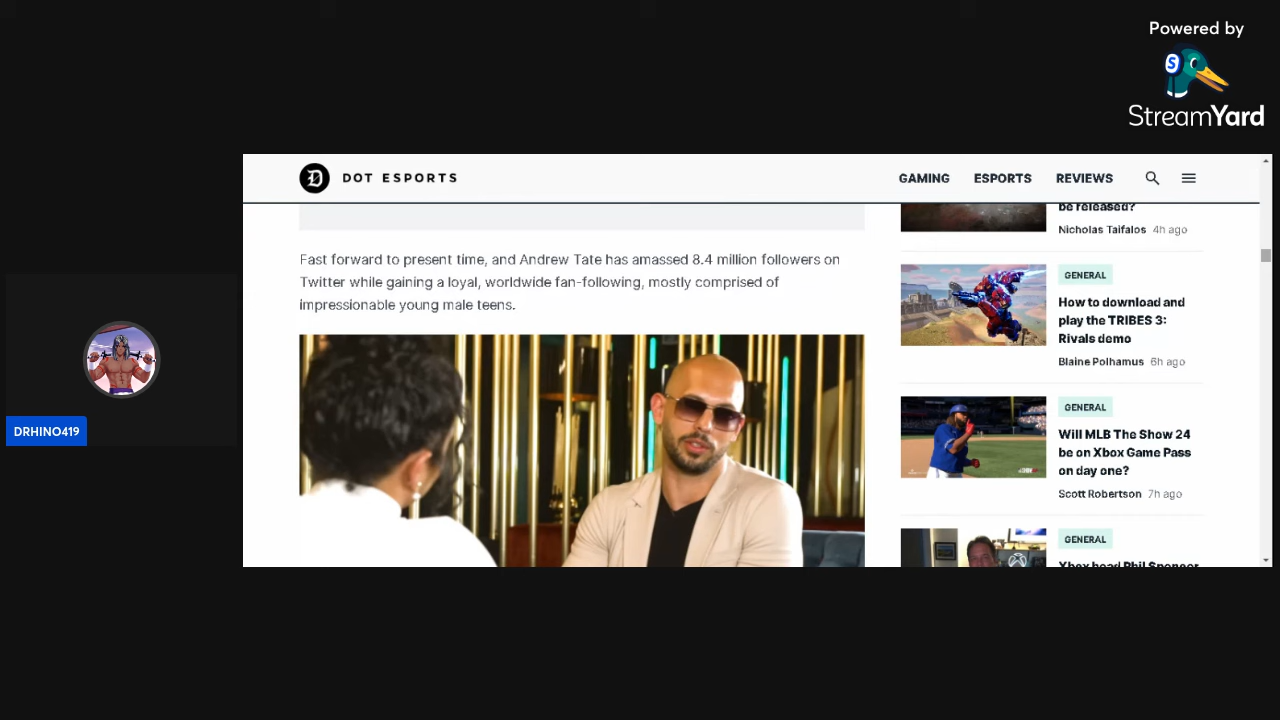 Powered by
StreamYard
DOT ESPORTS
GAMING
ESPORTS
REVIEWS
Fast forward to present time, and Andrew Tate has amassed 8.4 million followers on
Twitter while gaining a loyal, worldwide fan-following, mostly comprised of
impressionable young male teens.
be released?
Nicholas Taifalos 4h ago
GENERAL
How to download and
play the TRIBES 3:
Rivals demo
Blaine Polhamus 6h ago
GENERAL
Will MLB The Show 24
be on Xbox Game Pass
on day one?
Scott Robertson 7h ago
GENERAL
Xbox head Phil Spencer
DRHINO419